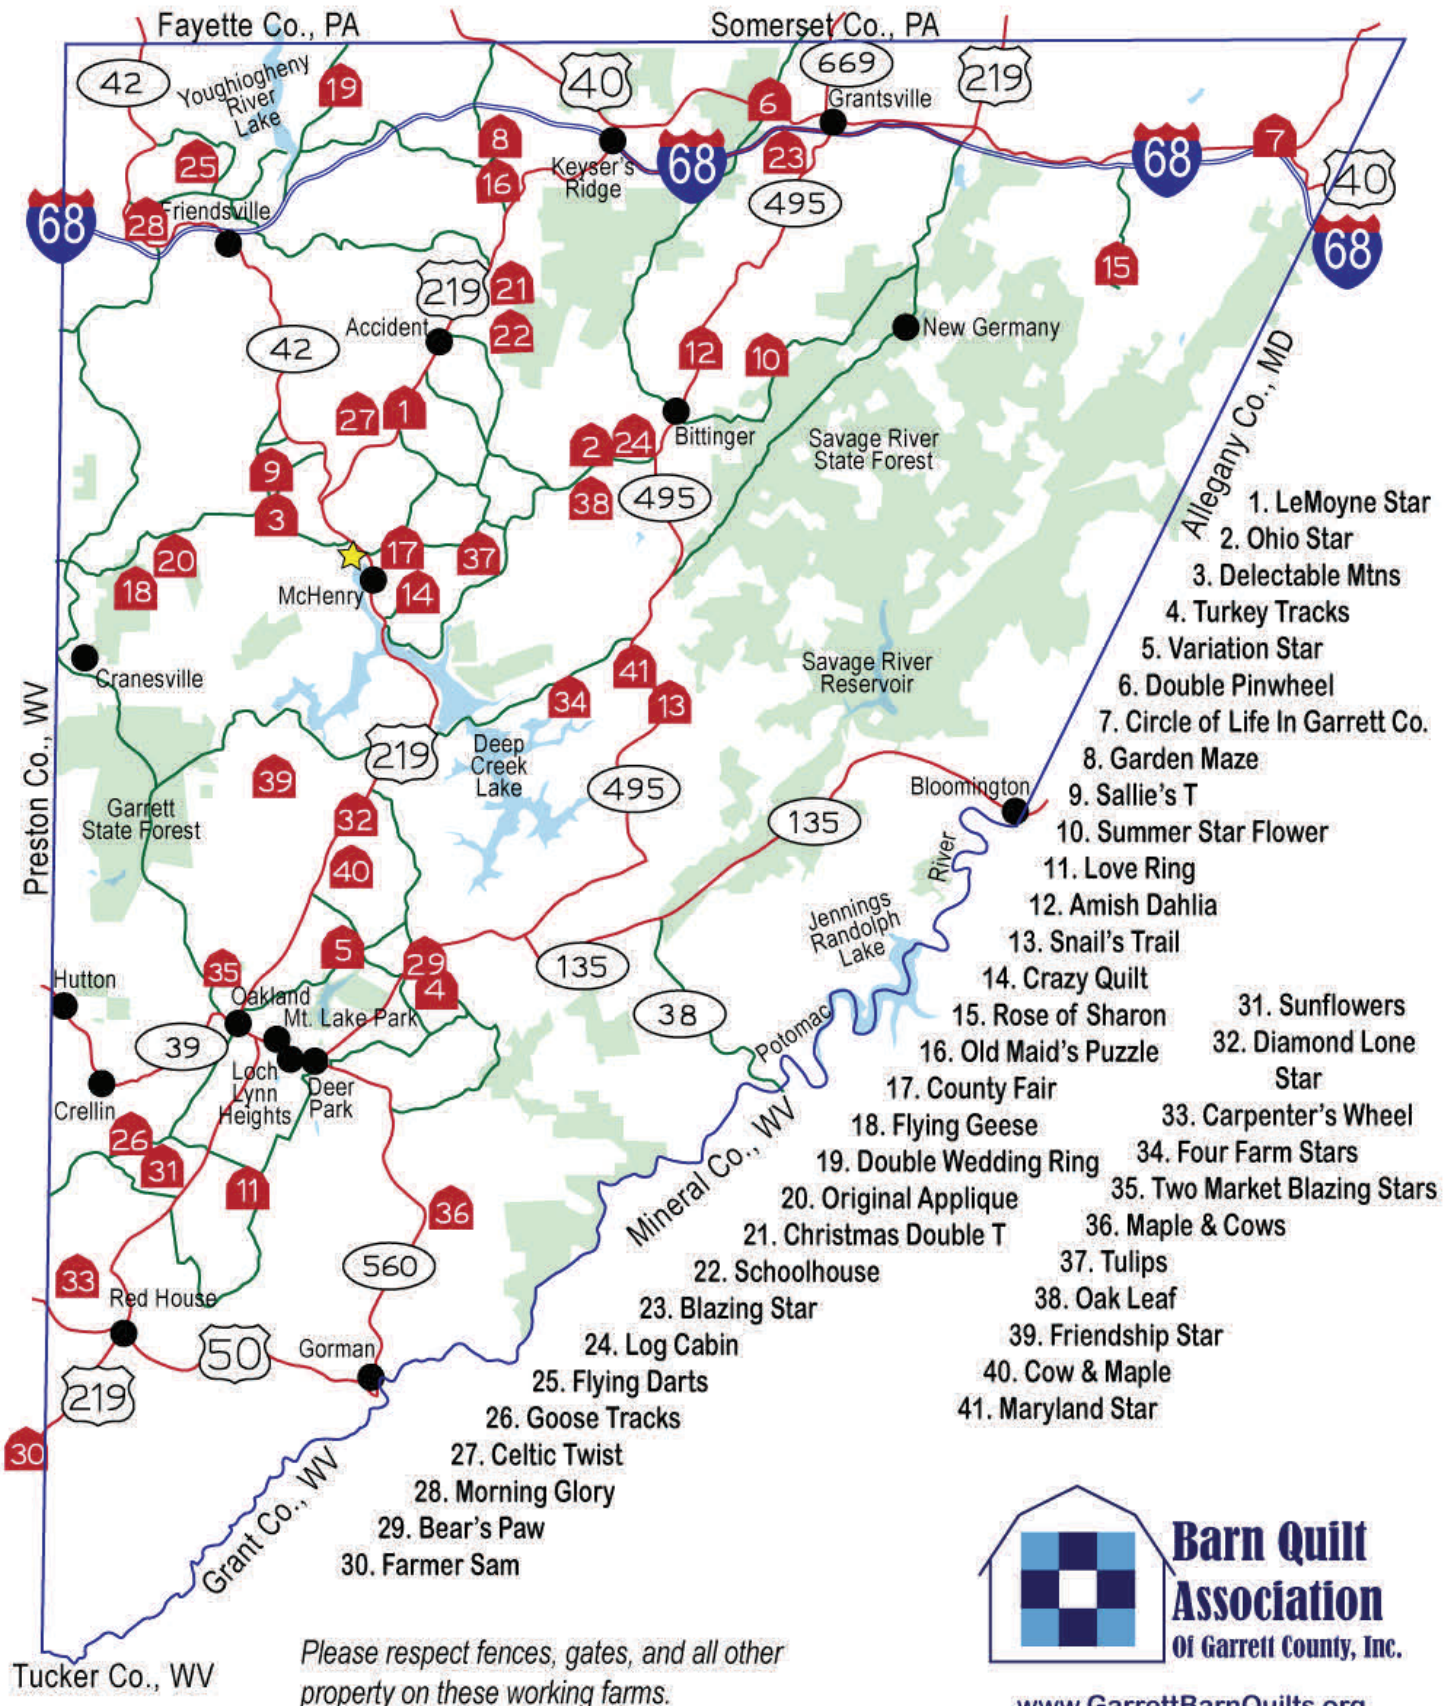 Fayette Co., PA
Somerset Co., PA
42
Youghiogheny
River
Lake
19
40
669
219
6
Grantsville
25
8
16
Keyser's
Ridge
68
23
495
68
7
40
68
68
28
Friendsville
219
21
22
Accident
42
15
12
10
New Germany
27
1
2
24
38
Bittinger
495
Savage River
State Forest
Allegany Co., MD
9
3
20
18
17
37
14
McHenry
Cranesville
41
34
13
Savage River
Reservoir
Preston Co., WV
219
Deep
Creek
Lake
39
495
Garrett
State Forest
32
40
135
Bloomington
River
Jennings
Randolph
Lake
5
29
4
135
38
Potomac
35
Hutton
Oakland
Mt. Lake Park
39
Loch
Lynn
Heights
Deer
Park
Crellin
26
31
11
36
560
Mineral Co., WV
33
Red House
50
Gorman
219
30
Grant Co., WV
Tucker Co., WV
1. LeMoyne Star
2. Ohio Star
3. Delectable Mtns
4. Turkey Tracks
5. Variation Star
6. Double Pinwheel
7. Circle of Life In Garrett Co.
8. Garden Maze
9. Sallie's T
10. Summer Star Flower
11. Love Ring
12. Amish Dahlia
13. Snail's Trail
14. Crazy Quilt
15. Rose of Sharon
16. Old Maid's Puzzle
17. County Fair
18. Flying Geese
19. Double Wedding Ring
20. Original Applique
21. Christmas Double T
22. Schoolhouse
23. Blazing Star
24. Log Cabin
25. Flying Darts
26. Goose Tracks
27. Celtic Twist
28. Morning Glory
29. Bear's Paw
30. Farmer Sam
31. Sunflowers
32. Diamond Lone
Star
33. Carpenter's Wheel
34. Four Farm Stars
35. Two Market Blazing Stars
36. Maple & Cows
37. Tulips
38. Oak Leaf
39. Friendship Star
40. Cow & Maple
41. Maryland Star
Please respect fences, gates, and all other
property on these working farms.
Barn Quilt
Association
Of Garrett County, Inc.
www.GarrettBarnQuilts.org